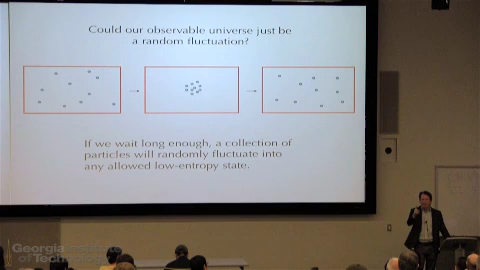 Could our observable universe just be
a random fluctuation?
If we wait long enough, a collection of
particles will randomly fluctuate into
any allowed low-entropy state.
Georgia Institute
of Technology